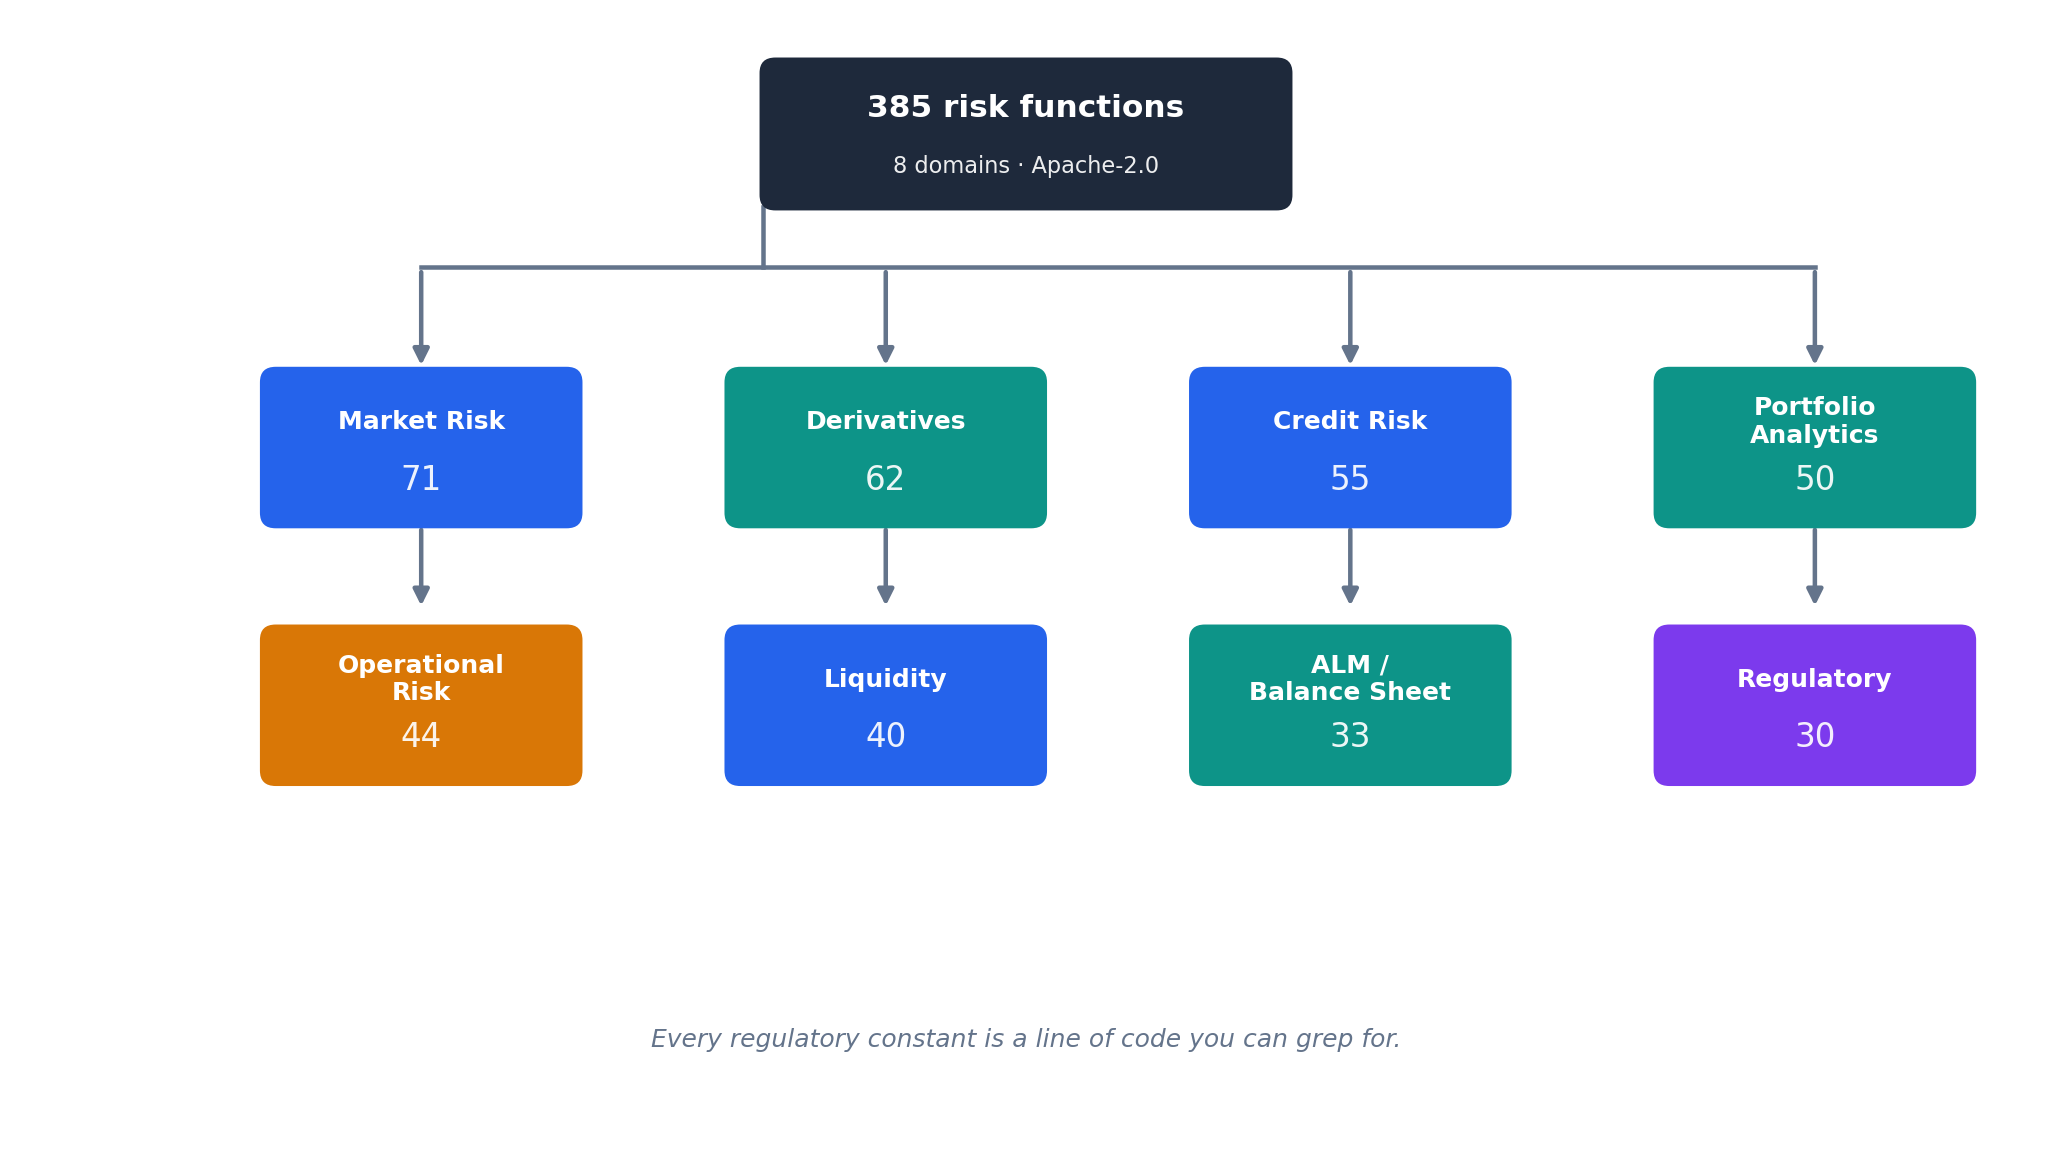 385 risk functions
8 domains · Apache-2.0
Market Risk
71
Derivatives
62
Credit Risk
55
Portfolio
Analytics
50
Operational
Risk
44
Liquidity
40
ALM /
Balance Sheet
33
Regulatory
30
Every regulatory constant is a line of code you can grep for.